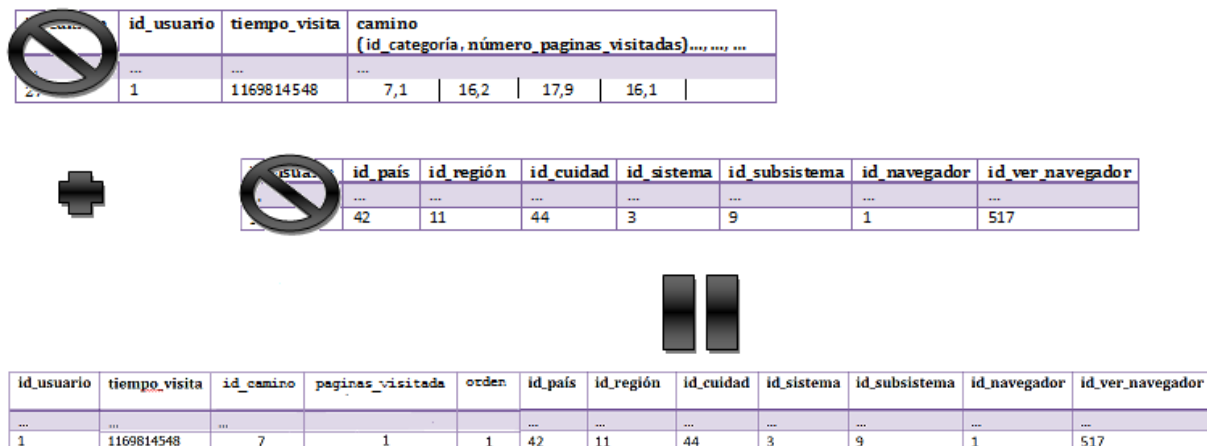 id_usuario tiempo_visita camino
(id_categoría, número_paginas_visitadas)..., ..., ...
... ... ...
1 1169814548 7,1 16,2 17,9 16,1
id_país id_región id_cuidad id_sistema id_subsistema id_navegador id_ver_navegador
... ... ... ... ... ... ...
42 11 44 3 9 1 517
id_usuario tiempo_visita id_camino paginas_visitada orden id_país id_región id_cuidad id_sistema id_subsistema id_navegador id_ver_navegador
... ... ... ... ... ... ... ... ... ...
1 1169814548 7 1 1 42 11 44 3 9 1 517